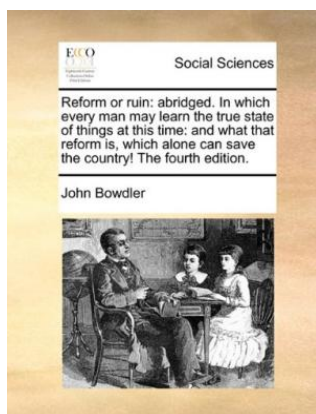 ECCO
Social Sciences
Reform or ruin: abridged. In which
every man may learn the true state
of things at this time: and what that
reform is, which alone can save
the country! The fourth edition.
John Bowdler